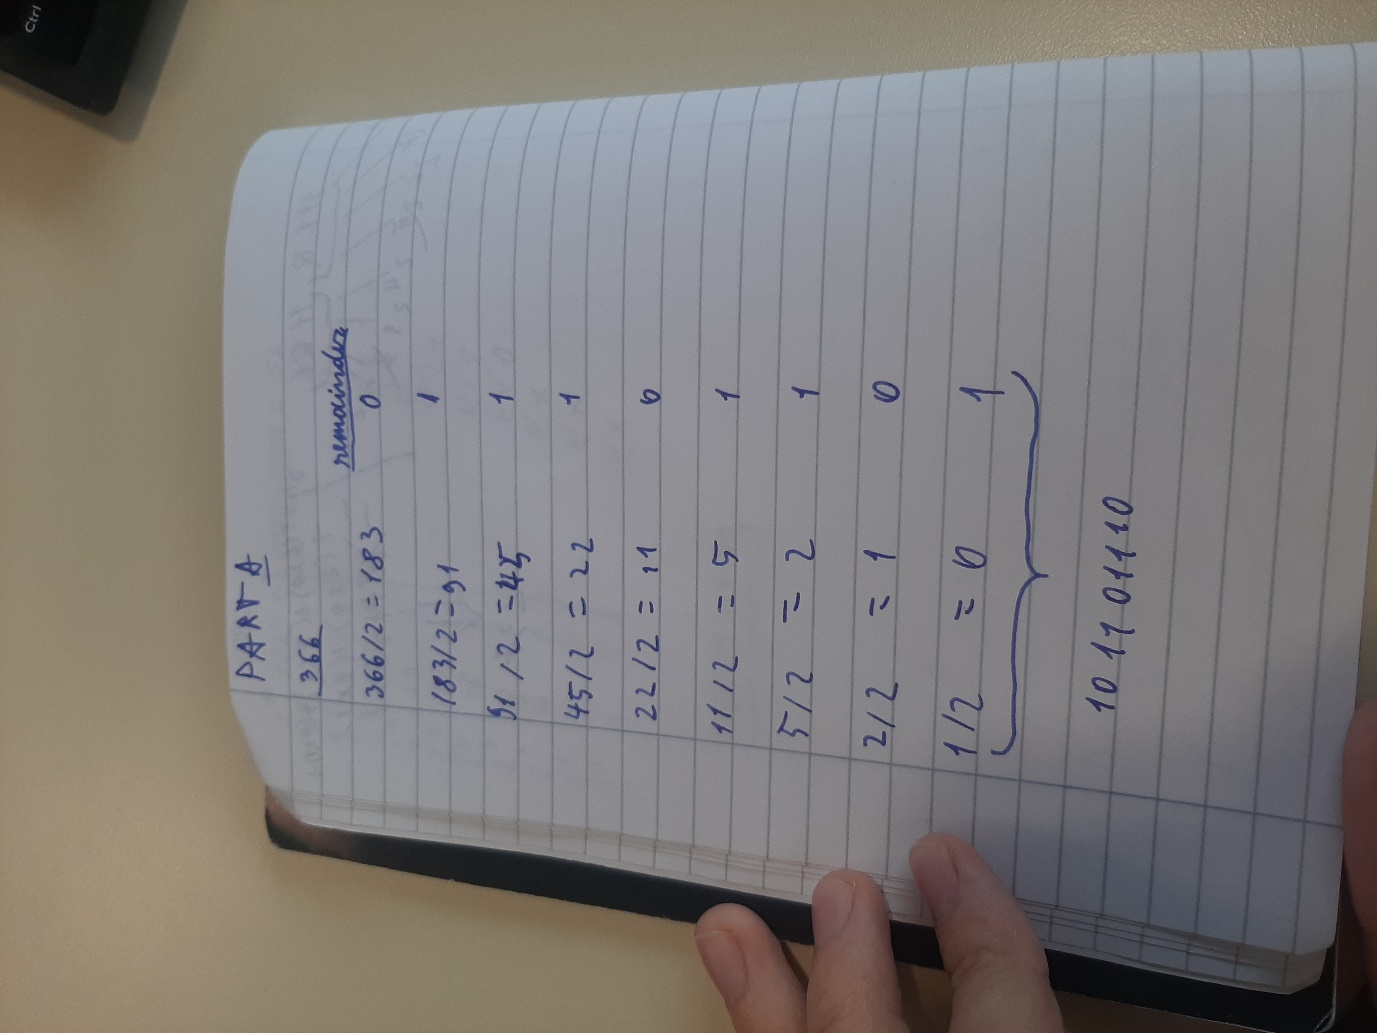 Ctrl
PART A
366
remainder
366/2 = 183 0
183/2 = 91 1
91/2 = 45 1
45/2 = 22 1
22/2 = 11 0
11/2 = 5 1
5/2 = 2 1
2/2 = 1 0
1/2 = 0 1
101101110